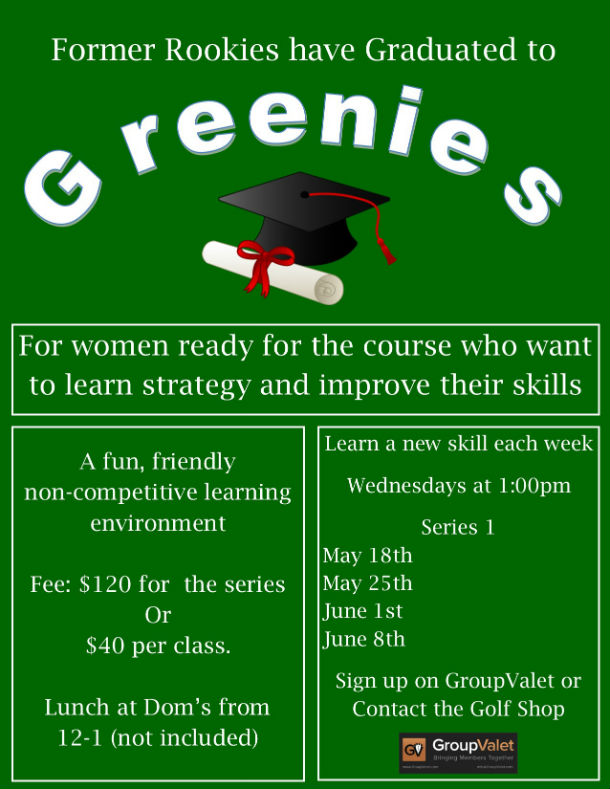 Former Rookies have Graduated to
Greenies
For women ready for the course who want
to learn strategy and improve their skills
A fun, friendly
non-competitive learning
environment
Fee: $120 for  the series
Or
$40 per class.
Lunch at Dom's from
12-1 (not included)
Learn a new skill each week
Wednesdays at 1:00pm
Series 1
May 18th
May 25th
June 1st
June 8th
Sign up on GroupValet or
Contact the Golf Shop
GV GroupValet
Bringing Members Together